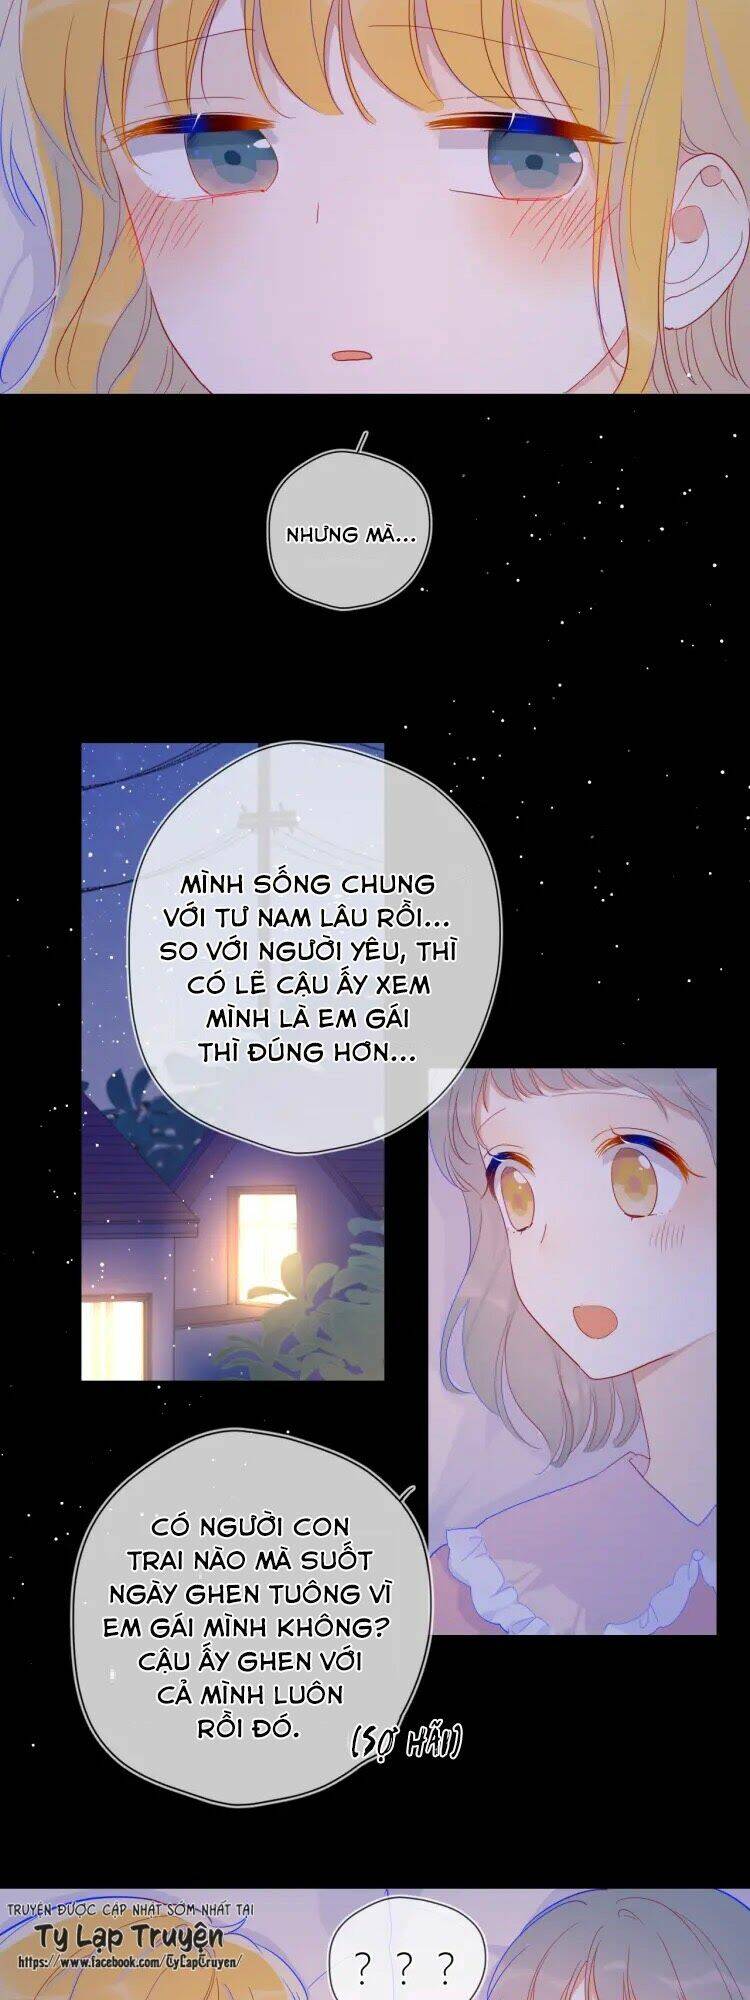 NHƯNG MÀ...
MÌNH SỐNG CHUNG
VỚI TƯ NAM LÂU RỒI...
SO VỚI NGƯỜI YÊU, THÌ
CÓ LẼ CẬU ẤY XEM
MÌNH LÀ EM GÁI
THÌ ĐÚNG HƠN...
CÓ NGƯỜI CON
TRAI NÀO MÀ SUỐT
NGÀY GHEN TUÔNG VÌ
EM GÁI MÌNH KHÔNG?
CẬU ẤY GHEN VỚI
CẢ MÌNH LUÔN
RỒI ĐÓ.
(SỢ HÃI)
TRUYỆN ĐƯỢC CẬP NHẬT SỚM NHẤT TẠI
Ty Lạp Truyện
https://www.facebook.com/TyLapTruyen/
? ? ?